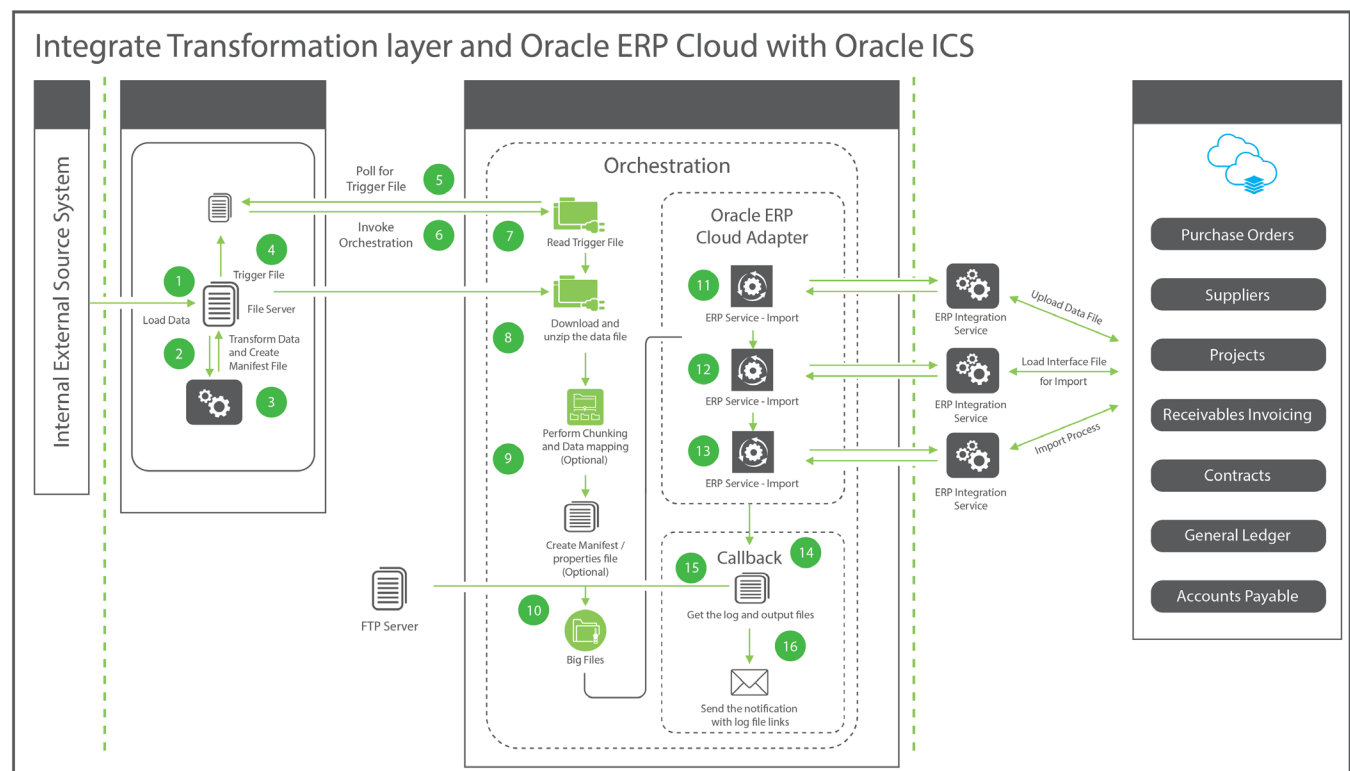 Integrate Transformation layer and Oracle ERP Cloud with Oracle ICS
Internal External Source System
1
Load Data
2
3
4
Trigger File
File Server
Transform Data
and Create
Manifest File
Poll for
Trigger File
5
Invoke
Orchestration
6
FTP Server
Orchestration
7
Read Trigger File
8
Download and
unzip the data file
9
Perform Chunking
and Data mapping
(Optional)
Create Manifest /
properties file
(Optional)
10
Big Files
Oracle ERP
Cloud Adapter
11
ERP Service - Import
12
ERP Service - Import
13
ERP Service - Import
14
Callback
15
Get the log and output files
16
Send the notification
with log file links
ERP Integration
Service
ERP Integration
Service
ERP Integration
Service
Upload Data File
Load Interface File
for Import
Import Process
Purchase Orders
Suppliers
Projects
Receivables Invoicing
Contracts
General Ledger
Accounts Payable